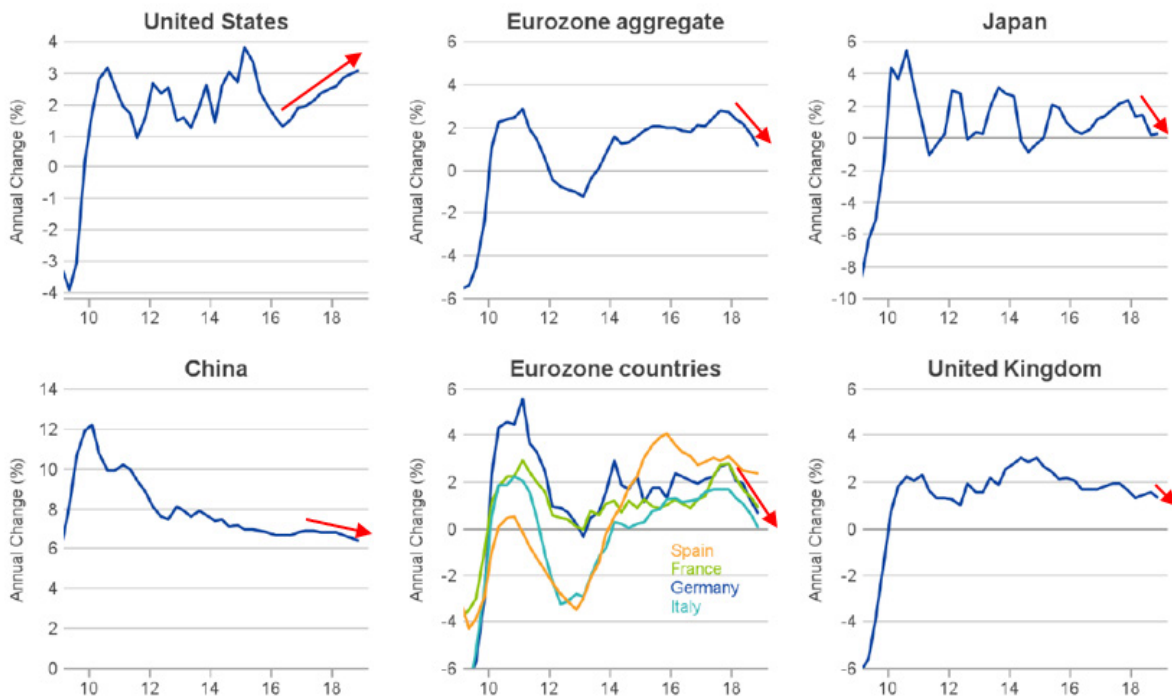 United States
Annual Change (%)
4
3
2
1
0
-1
-2
-3
-4
10 12 14 16 18
Eurozone aggregate
Annual Change (%)
6
4
2
0
-2
-4
-6
10 12 14 16 18
Japan
Annual Change (%)
6
4
2
0
-2
-4
-6
-8
-10
10 12 14 16 18
China
Annual Change (%)
14
12
10
8
6
4
2
0
10 12 14 16 18
Eurozone countries
Annual Change (%)
6
4
2
0
-2
-4
-6
Spain
France
Germany
Italy
10 12 14 16 18
United Kingdom
Annual Change (%)
6
4
2
0
-2
-4
-6
10 12 14 16 18